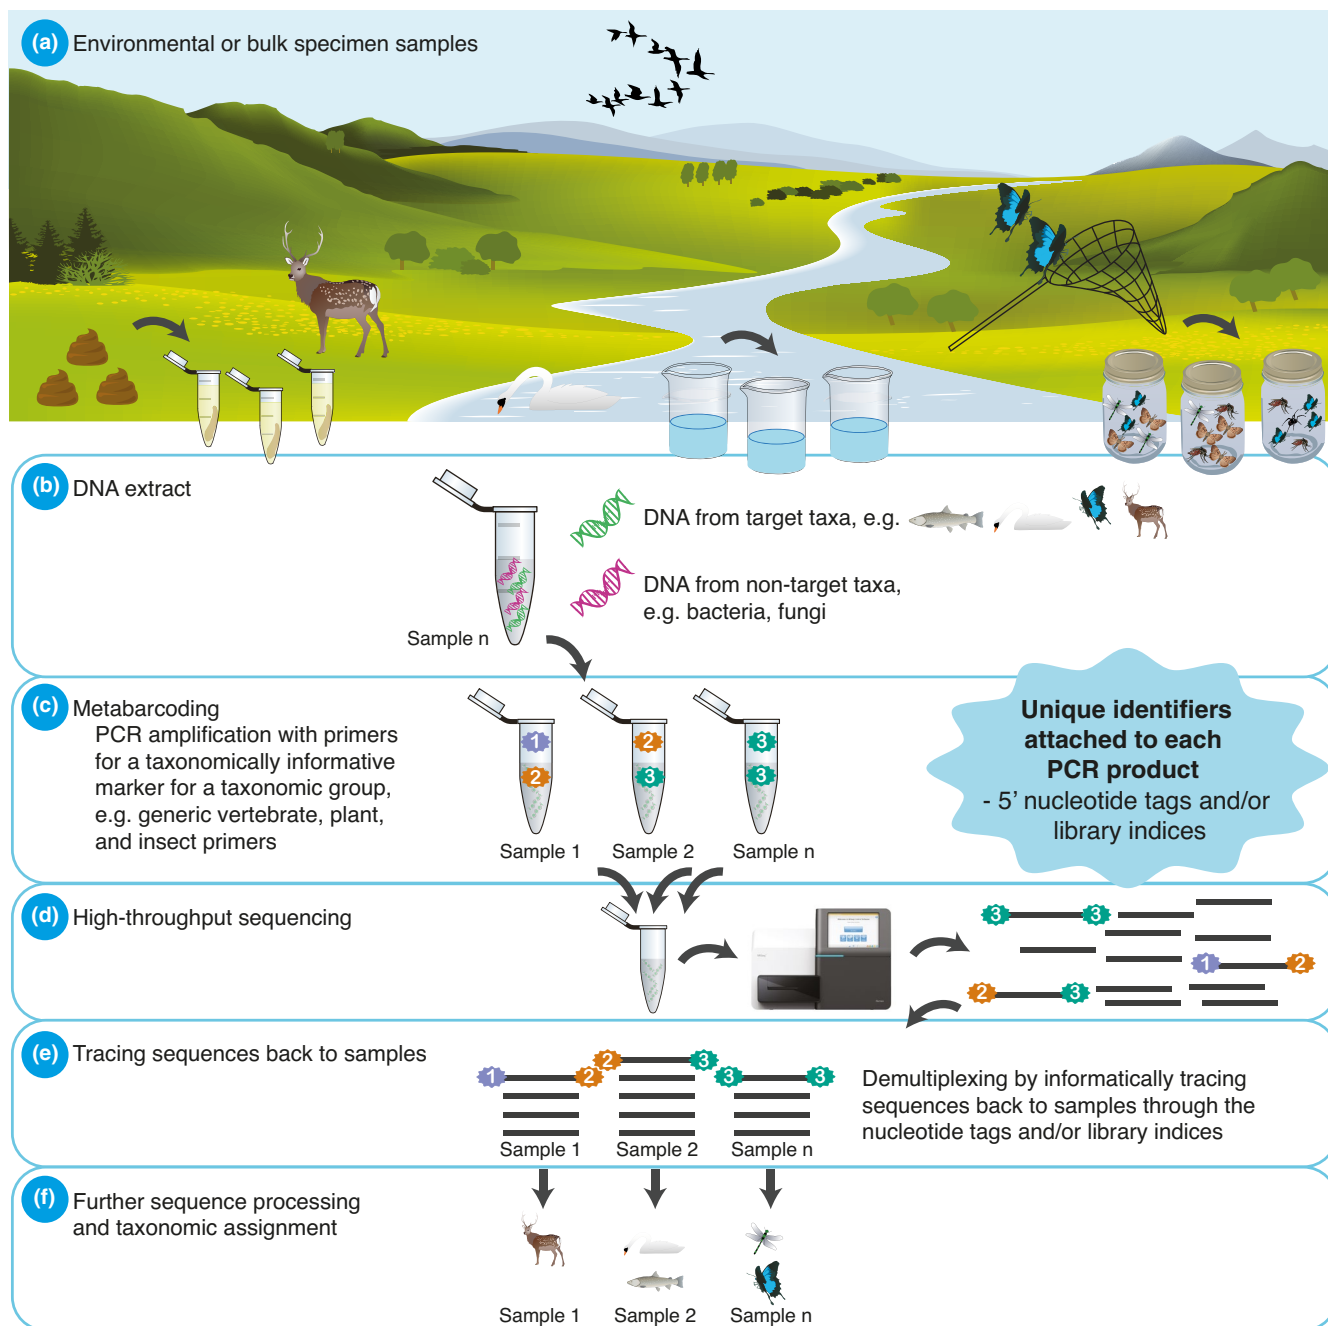 (a) Environmental or bulk specimen samples
(b) DNA extract
DNA from target taxa, e.g.
DNA from non-target taxa,
e.g. bacteria, fungi
Sample n
(c) Metabarcoding
PCR amplification with primers
for a taxonomically informative
marker for a taxonomic group,
e.g. generic vertebrate, plant,
and insect primers
1
2
2
3
3
3
Sample 1
Sample 2
Sample n
Unique identifiers
attached to each
PCR product
- 5’ nucleotide tags and/or
library indices
(d) High-throughput sequencing
3
3
1
2
2
3
(e) Tracing sequences back to samples
1
2
2
3
3
3
Sample 1
Sample 2
Sample n
Demultiplexing by informatically tracing
sequences back to samples through the
nucleotide tags and/or library indices
(f) Further sequence processing
and taxonomic assignment
Sample 1
Sample 2
Sample n